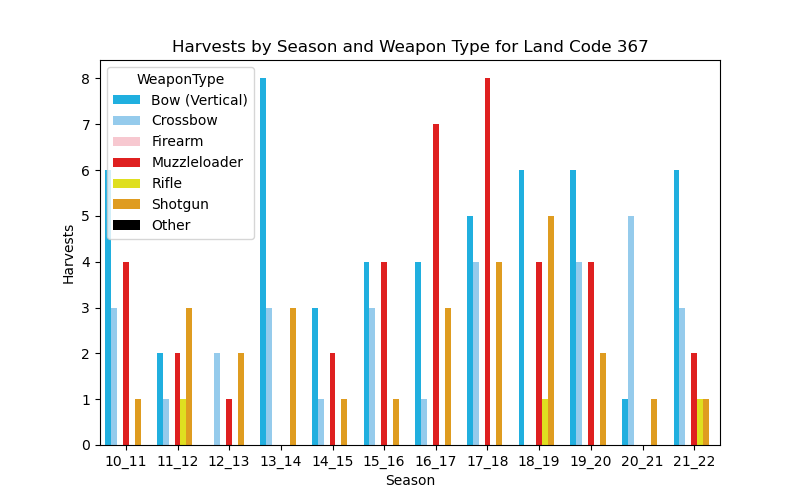 Harvests by Season and Weapon Type for Land Code 367
WeaponType
Bow (Vertical)
Crossbow
Firearm
Muzzleloader
Rifle
Shotgun
Other
8
7
6
5
4
3
2
1
0
Harvests
10_11 11_12 12_13 13_14 14_15 15_16 16_17 17_18 18_19 19_20 20_21 21_22
Season